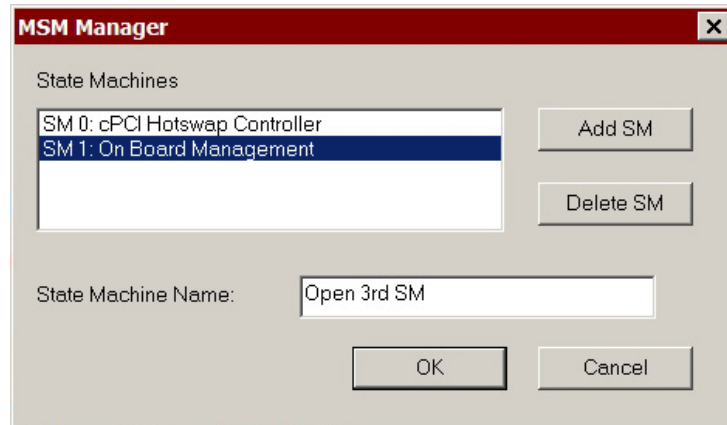 MSM Manager
State Machines
SM 0: cPCI Hotswap Controller
SM 1: On Board Management
Add SM
Delete SM
State Machine Name:
Open 3rd SM
OK
Cancel